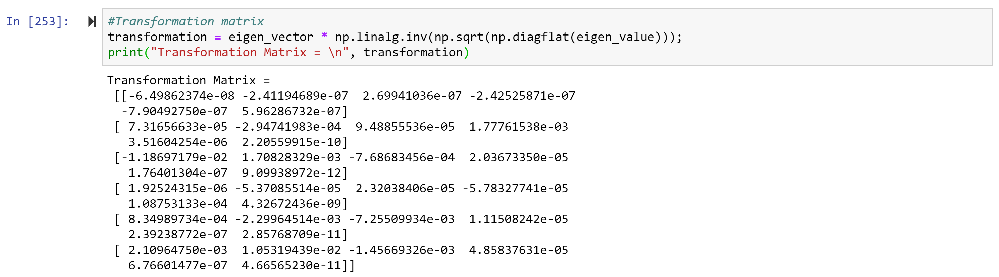 In [253]:
#Transformation matrix
transformation = eigen_vector * np.linalg.inv(np.sqrt(np.diagflat(eigen_value)));
print("Transformation Matrix = \n", transformation)
Transformation Matrix =
[[-6.49862374e-08 -2.41194689e-07  2.69941036e-07 -2.42525871e-07
-7.90492750e-07  5.96286732e-07]
[ 7.31656633e-05 -2.94741983e-04  9.48855536e-05  1.77761538e-03
3.51604254e-06  2.20559915e-10]
[-1.18697179e-02  1.70828329e-03 -7.68683456e-04  2.03673350e-05
1.76401304e-07  9.09938972e-12]
[ 1.92524315e-06 -5.37085514e-05  2.32038406e-05 -5.78327741e-05
1.08753133e-04  4.32672436e-09]
[ 8.34989734e-04 -2.29964514e-03 -7.25509934e-03  1.11508242e-05
2.39238772e-07  2.85768709e-11]
[ 2.10964750e-03  1.05319439e-02 -1.45669326e-03  4.85837631e-05
6.76601477e-07  4.66565230e-11]]